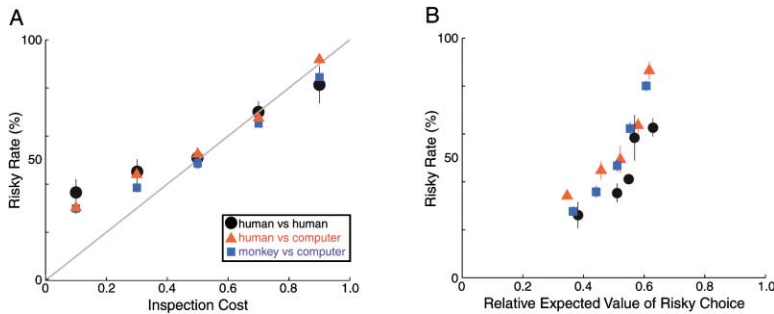 A
Risky Rate (%)
100
50
0
0
0.2
0.4
0.6
0.8
1.0
Inspection Cost
human vs human
human vs computer
monkey vs computer
B
Risky Rate (%)
100
50
0
0
0.2
0.4
0.6
0.8
1.0
Relative Expected Value of Risky Choice